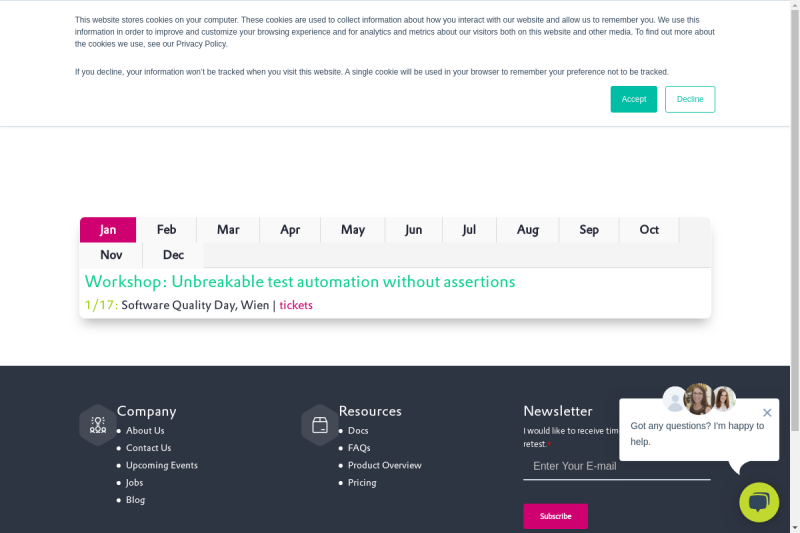 This website stores cookies on your computer. These cookies are used to collect information about how you interact with our website and allow us to remember you. We use this
information in order to improve and customize your browsing experience and for analytics and metrics about our visitors both on this website and other media. To find out more about
the cookies we use, see our Privacy Policy.
If you decline, your information won't be tracked when you visit this website. A single cookie will be used in your browser to remember your preference not to be tracked.
Accept Decline
Jan Feb Mar Apr May Jun Jul Aug Sep Oct
Nov Dec
Workshop: Unbreakable test automation without assertions
1/17: Software Quality Day, Wien | tickets
Company
About Us
Contact Us
Upcoming Events
Jobs
Blog
Resources
Docs
FAQs
Product Overview
Pricing
Newsletter
I would like to receive
retest.*
Enter Your E-mail
Subscribe
Got any questions? I'm happy to
help.